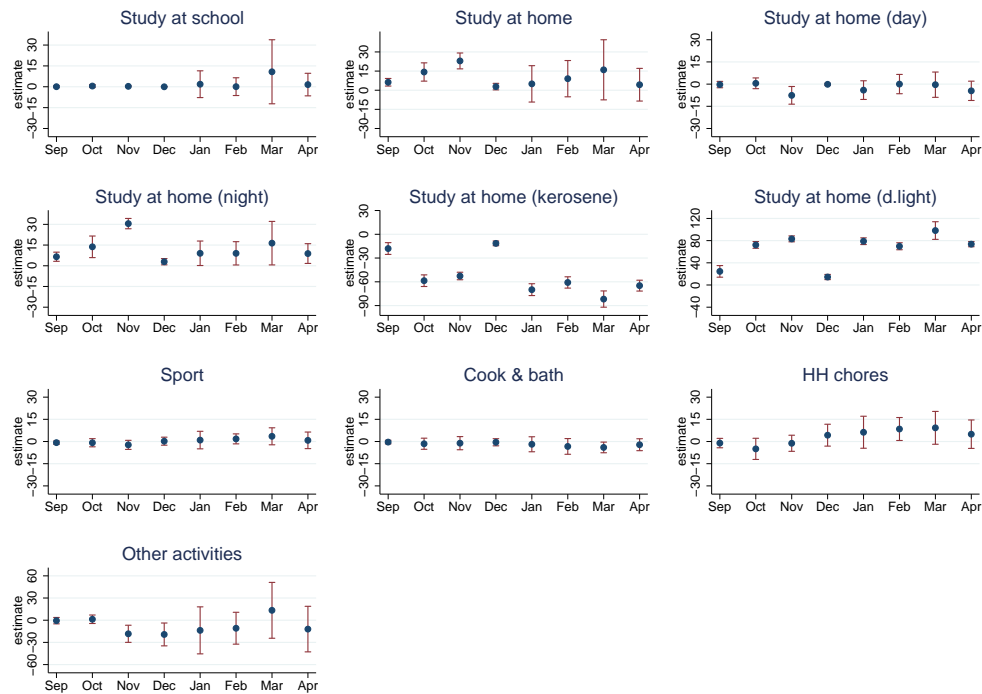 Study at school
estimate
30
15
0
−15
−30
Sep Oct Nov Dec Jan Feb Mar Apr
Study at home
estimate
30
15
0
−15
−30
Sep Oct Nov Dec Jan Feb Mar Apr
Study at home (day)
estimate
30
15
0
−15
−30
Sep Oct Nov Dec Jan Feb Mar Apr
Study at home (night)
estimate
30
15
0
−30
Sep Oct Nov Dec Jan Feb Mar Apr
Study at home (kerosene)
estimate
30
0
−30
−60
−90
Sep Oct Nov Dec Jan Feb Mar Apr
Study at home (d.light)
estimate
120
80
40
0
−40
Sep Oct Nov Dec Jan Feb Mar Apr
Sport
estimate
30
15
0
−15
−30
Sep Oct Nov Dec Jan Feb Mar Apr
Cook & bath
estimate
30
15
0
−15
−30
Sep Oct Nov Dec Jan Feb Mar Apr
HH chores
estimate
30
15
0
−15
−30
Sep Oct Nov Dec Jan Feb Mar Apr
Other activities
estimate
60
30
0
−30
−60
Sep Oct Nov Dec Jan Feb Mar Apr